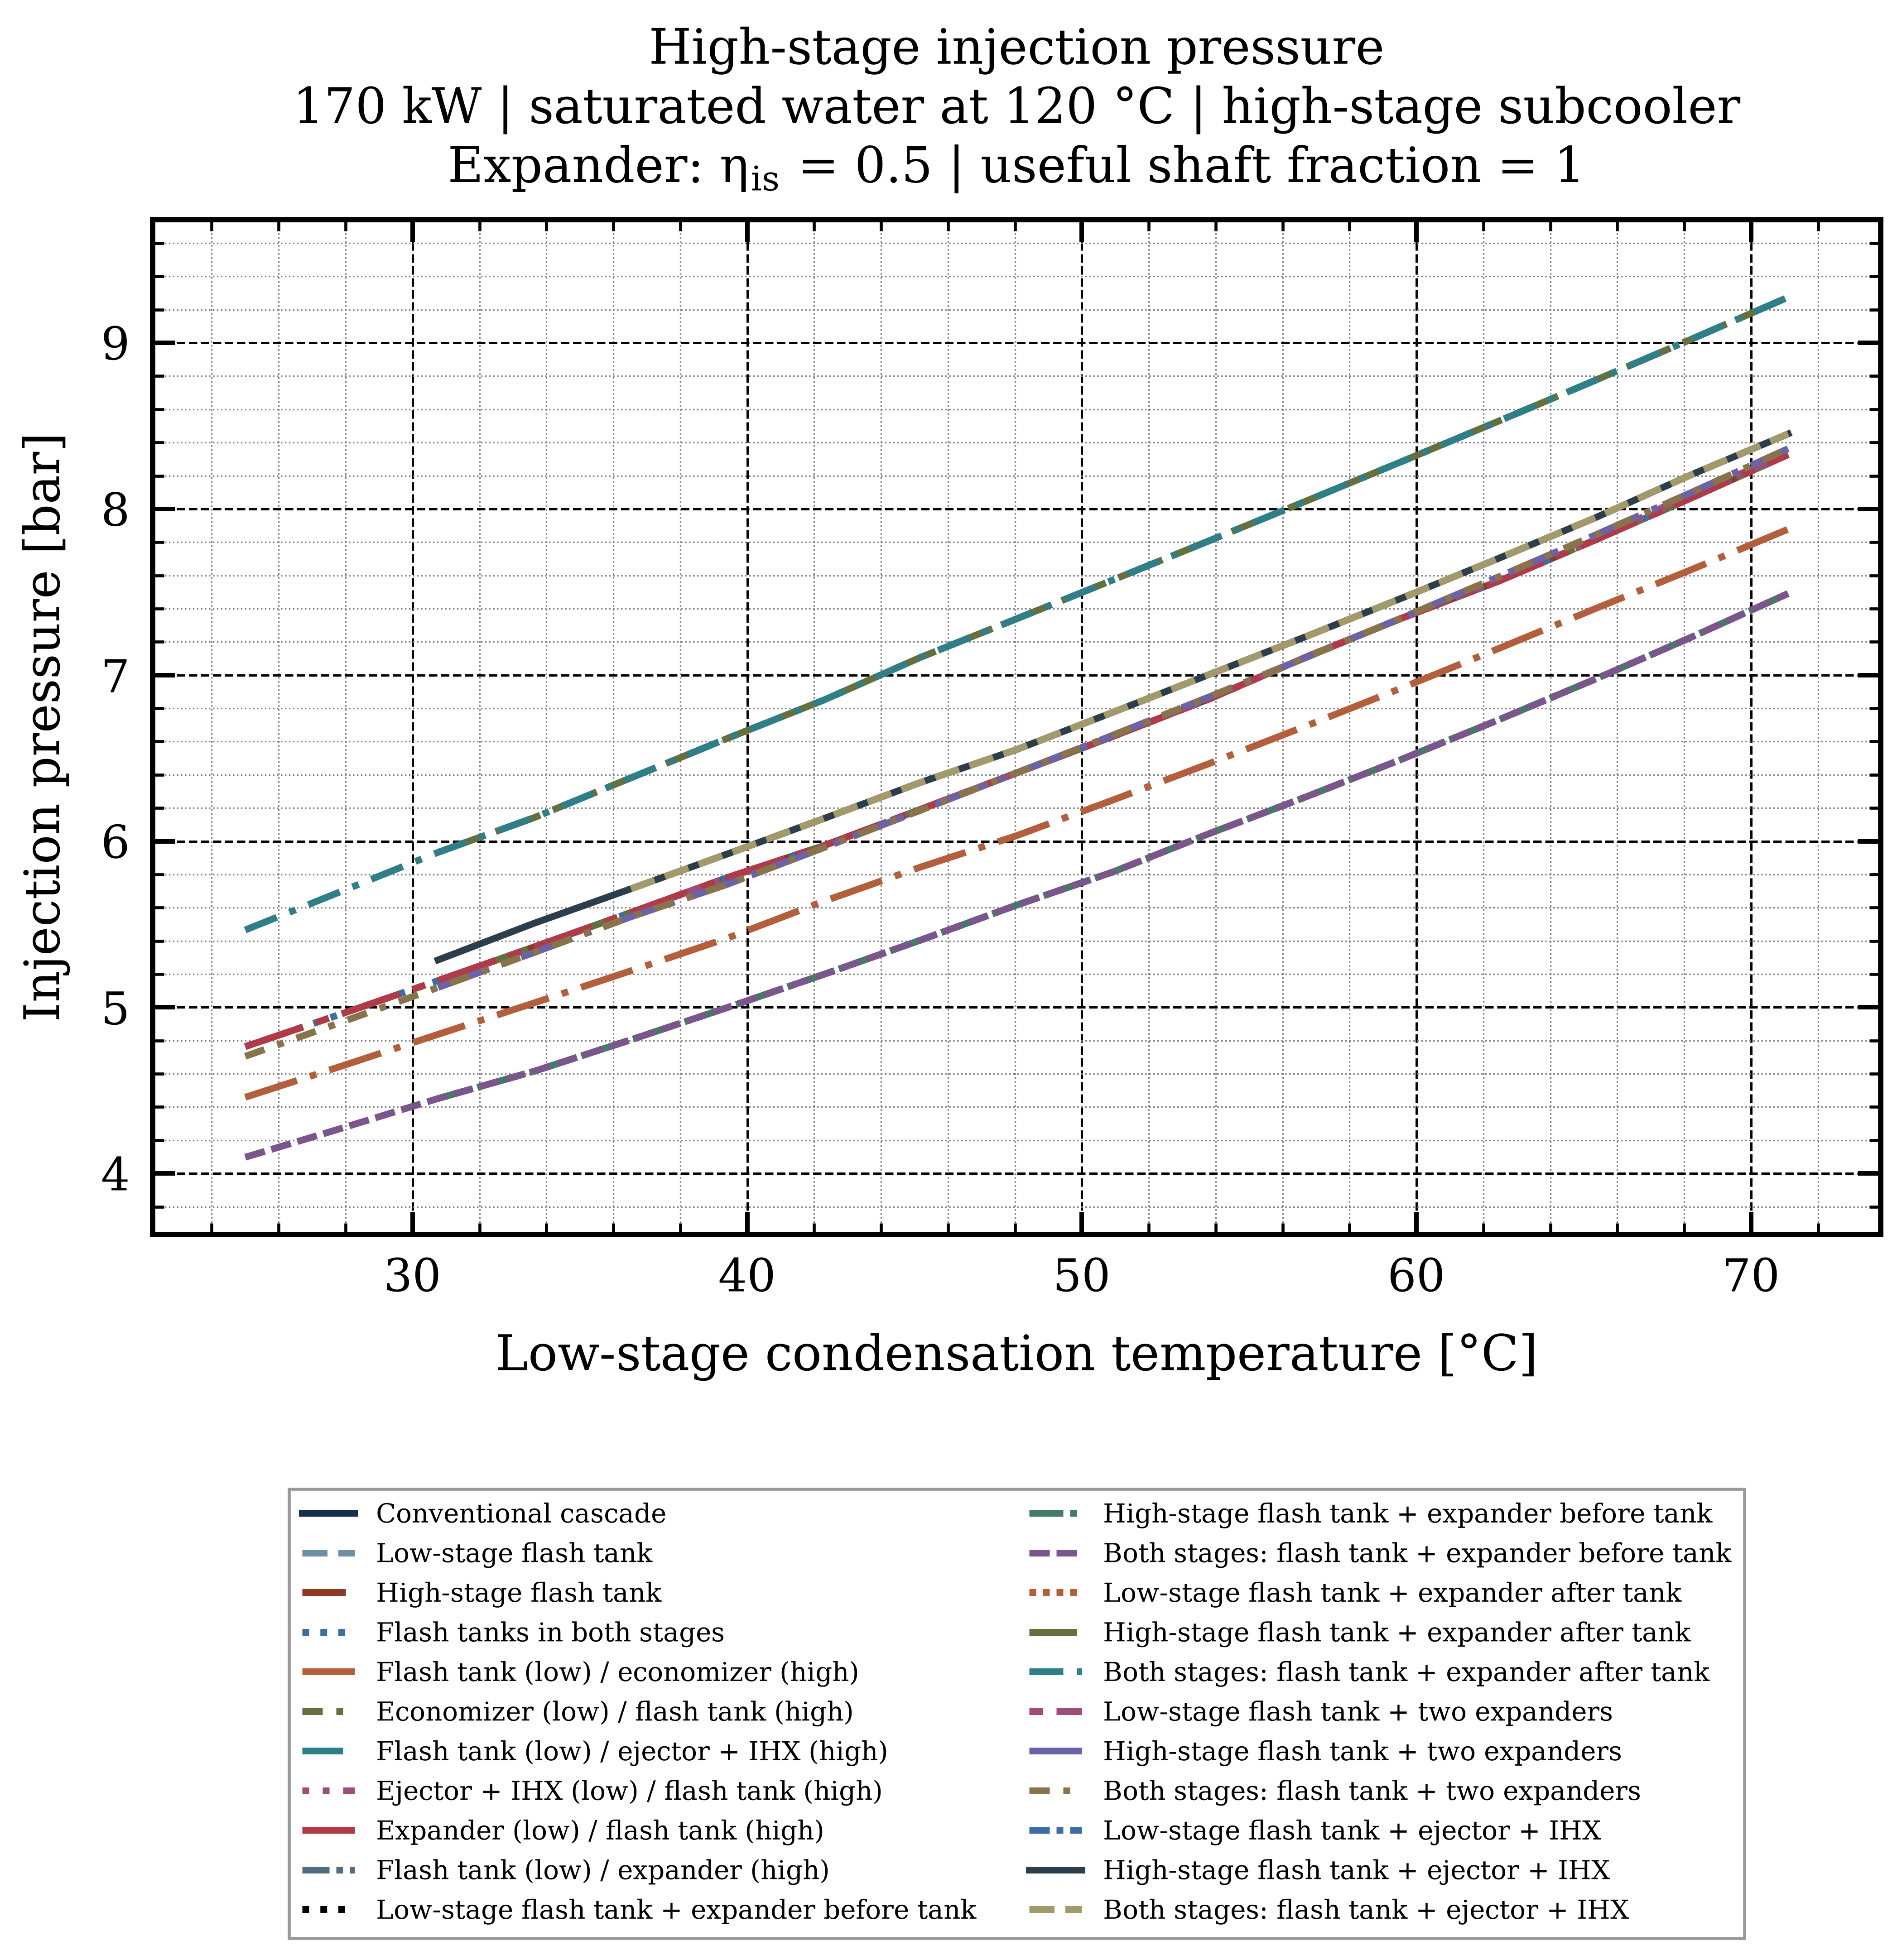 High-stage injection pressure
170 kW | saturated water at 120 °C | high-stage subcooler
Expander: ηis = 0.5 | useful shaft fraction = 1
Injection pressure [bar]
9
8
7
6
5
4
30 40 50 60 70
Low-stage condensation temperature [°C]
Conventional cascade
Low-stage flash tank
High-stage flash tank
Flash tanks in both stages
Flash tank (low) / economizer (high)
Economizer (low) / flash tank (high)
Flash tank (low) / ejector + IHX (high)
Ejector + IHX (low) / flash tank (high)
Expander (low) / flash tank (high)
Flash tank (low) / expander (high)
Low-stage flash tank + expander before tank
High-stage flash tank + expander before tank
Both stages: flash tank + expander before tank
Low-stage flash tank + expander after tank
High-stage flash tank + expander after tank
Both stages: flash tank + expander after tank
Low-stage flash tank + two expanders
High-stage flash tank + two expanders
Both stages: flash tank + two expanders
Low-stage flash tank + ejector + IHX
High-stage flash tank + ejector + IHX
Both stages: flash tank + ejector + IHX